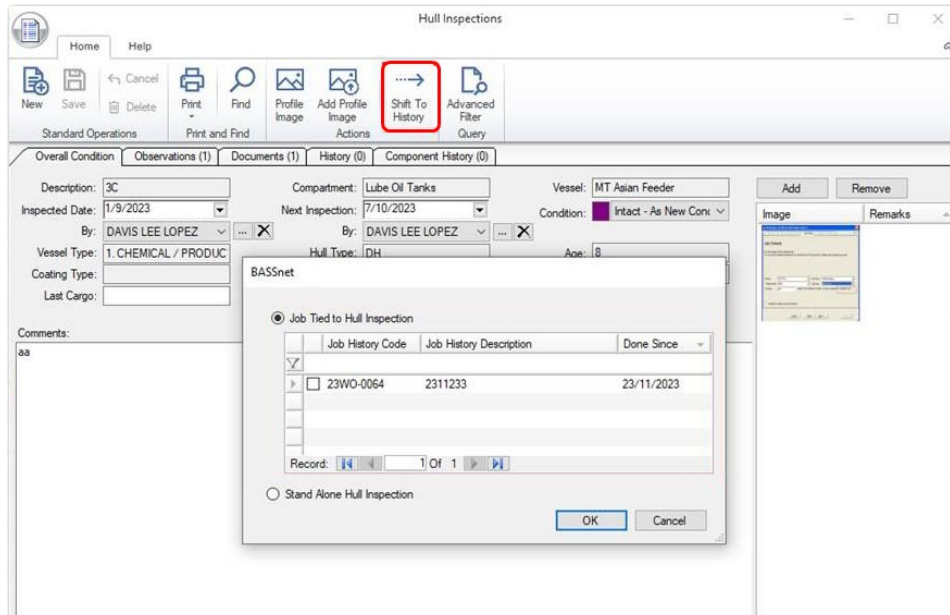 Hull Inspections
Home Help
New Save Cancel Delete Print Find Profile Image Add Profile Image Shift To History Advanced Filter
Standard Operations Print and Find Actions Query
Overall Condition Observations (1) Documents (1) History (0) Component History (0)
Description: 3C Compartment: Lube Oil Tanks Vessel: MT Asian Feeder Add Remove
Inspected Date: 1/9/2023 Next Inspection: 7/10/2023 Condition: Intact - As New Image Remarks
By: DAVIS LEE LOPEZ ... By: DAVIS LEE LOPEZ ...
Vessel Type: 1. CHEMICAL / PRODUC Hull Type: DH Age: 8
Coating Type:
Last Cargo:
Comments:
aa
BASSnet
Job Tied to Hull Inspection
Job History Code Job History Description Done Since
23WO-0064 2311233 23/11/2023
Record: 1 Of 1
Stand Alone Hull Inspection
OK Cancel